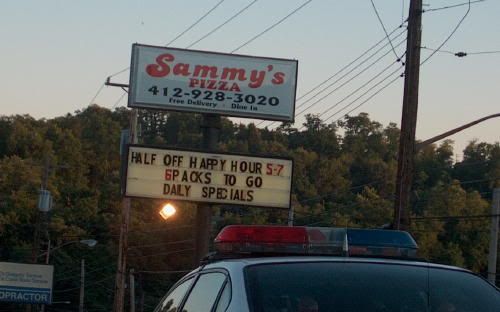 Sammy's
PIZZA
412-928-3020
Free Delivery Dine In
HALF OFF HAPPY HOUR 5-7
6PACKS TO GO
DAILY SPECIALS
OPRACTOR